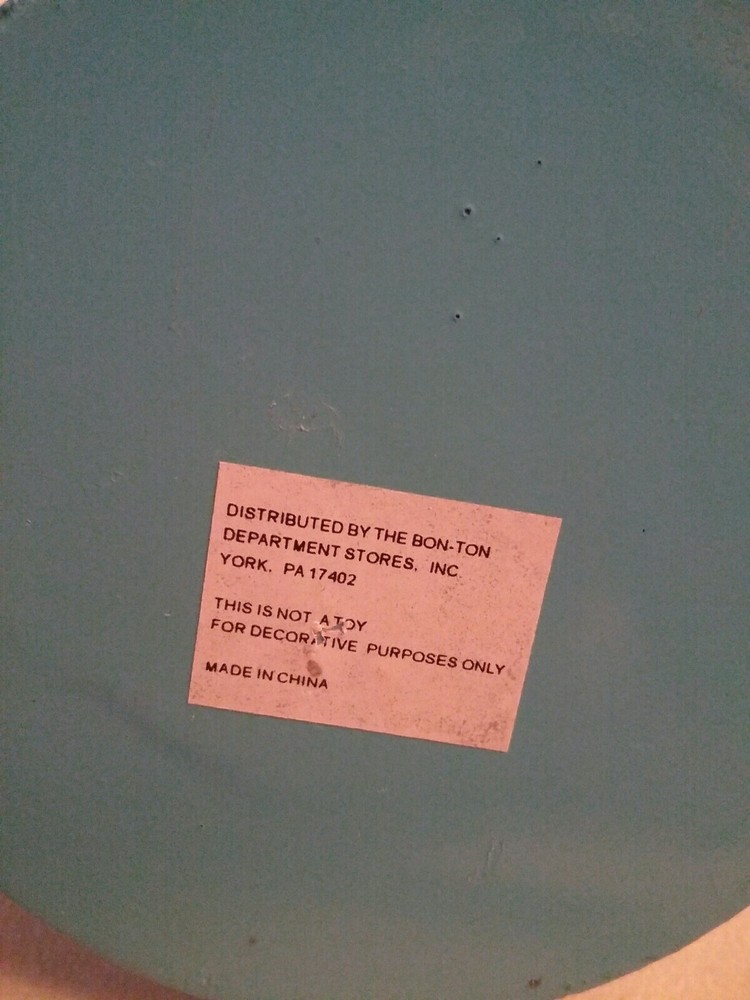 DISTRIBUTED BY THE BON-TON
DEPARTMENT STORES, INC
YORK, PA 17402
THIS IS NOT A TOY
FOR DECORATIVE PURPOSES ONLY
MADE IN CHINA